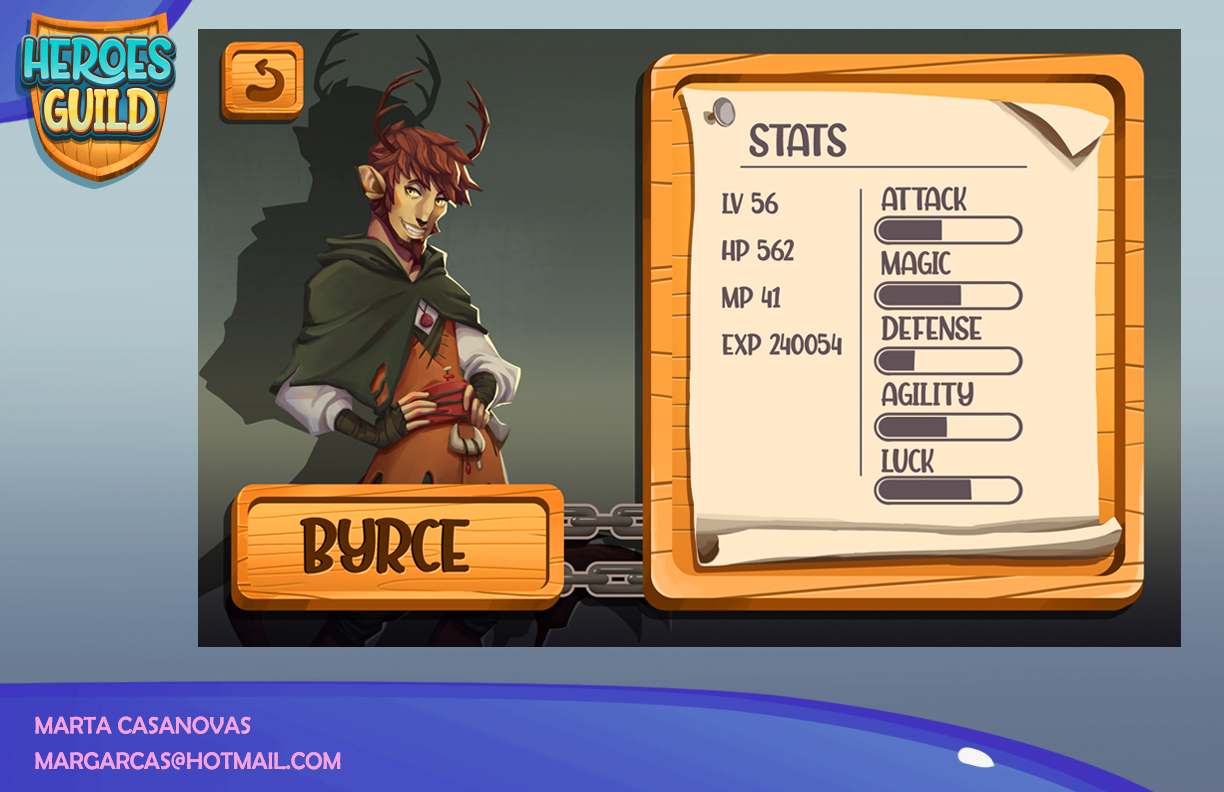 HEROES
GUILD
STATS
LV 56
HP 562
MP 41
EXP 240054
ATTACK
MAGIC
DEFENSE
AGILITY
LUCK
BYRCE
MARTA CASANOVAS
MARGARCAS@HOTMAIL.COM